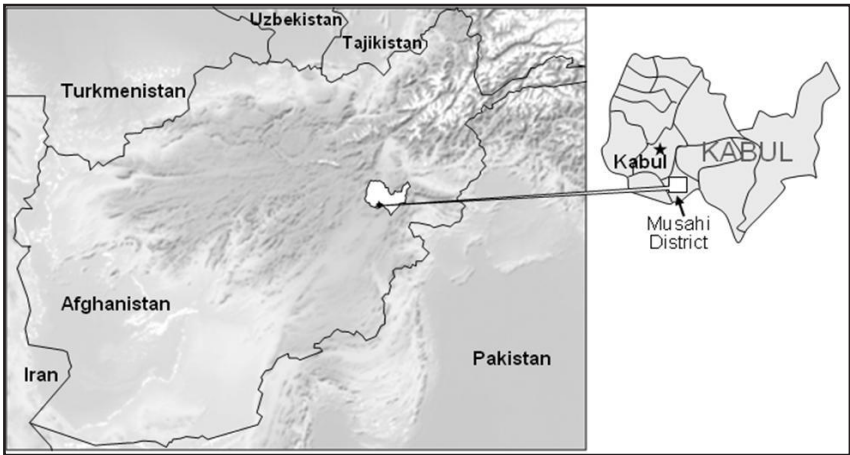 Uzbekistan
Tajikistan
Turkmenistan
Kabul
KABUL
Musahi
District
Afghanistan
Iran
Pakistan